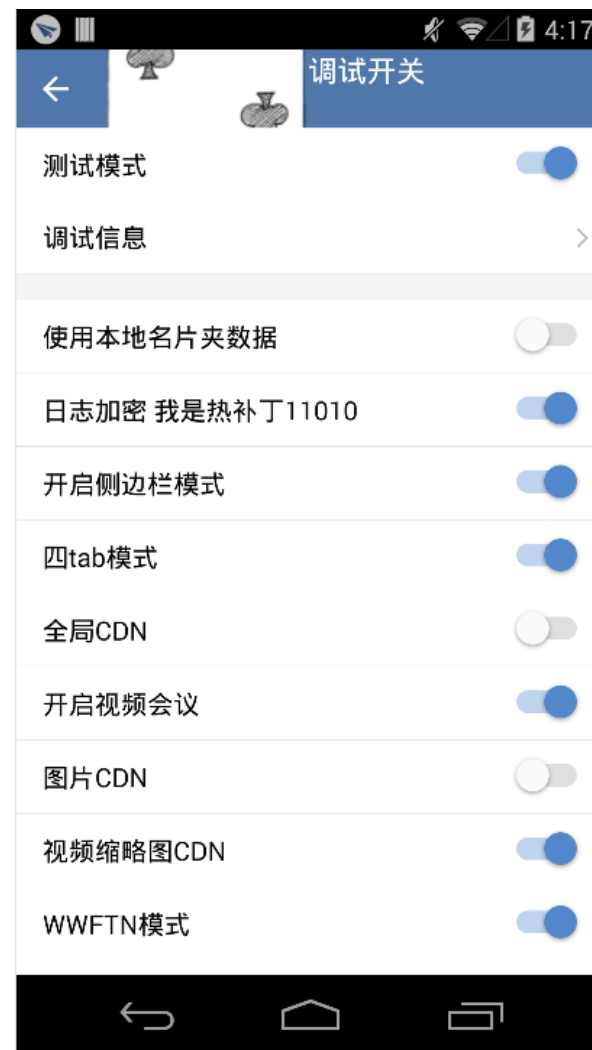 4:17
调试开关
测试模式
调试信息
使用本地名片夹数据
日志加密 我是热补丁11010
开启侧边栏模式
四tab模式
全局CDN
开启视频会议
图片CDN
视频缩略图CDN
WWFTN模式